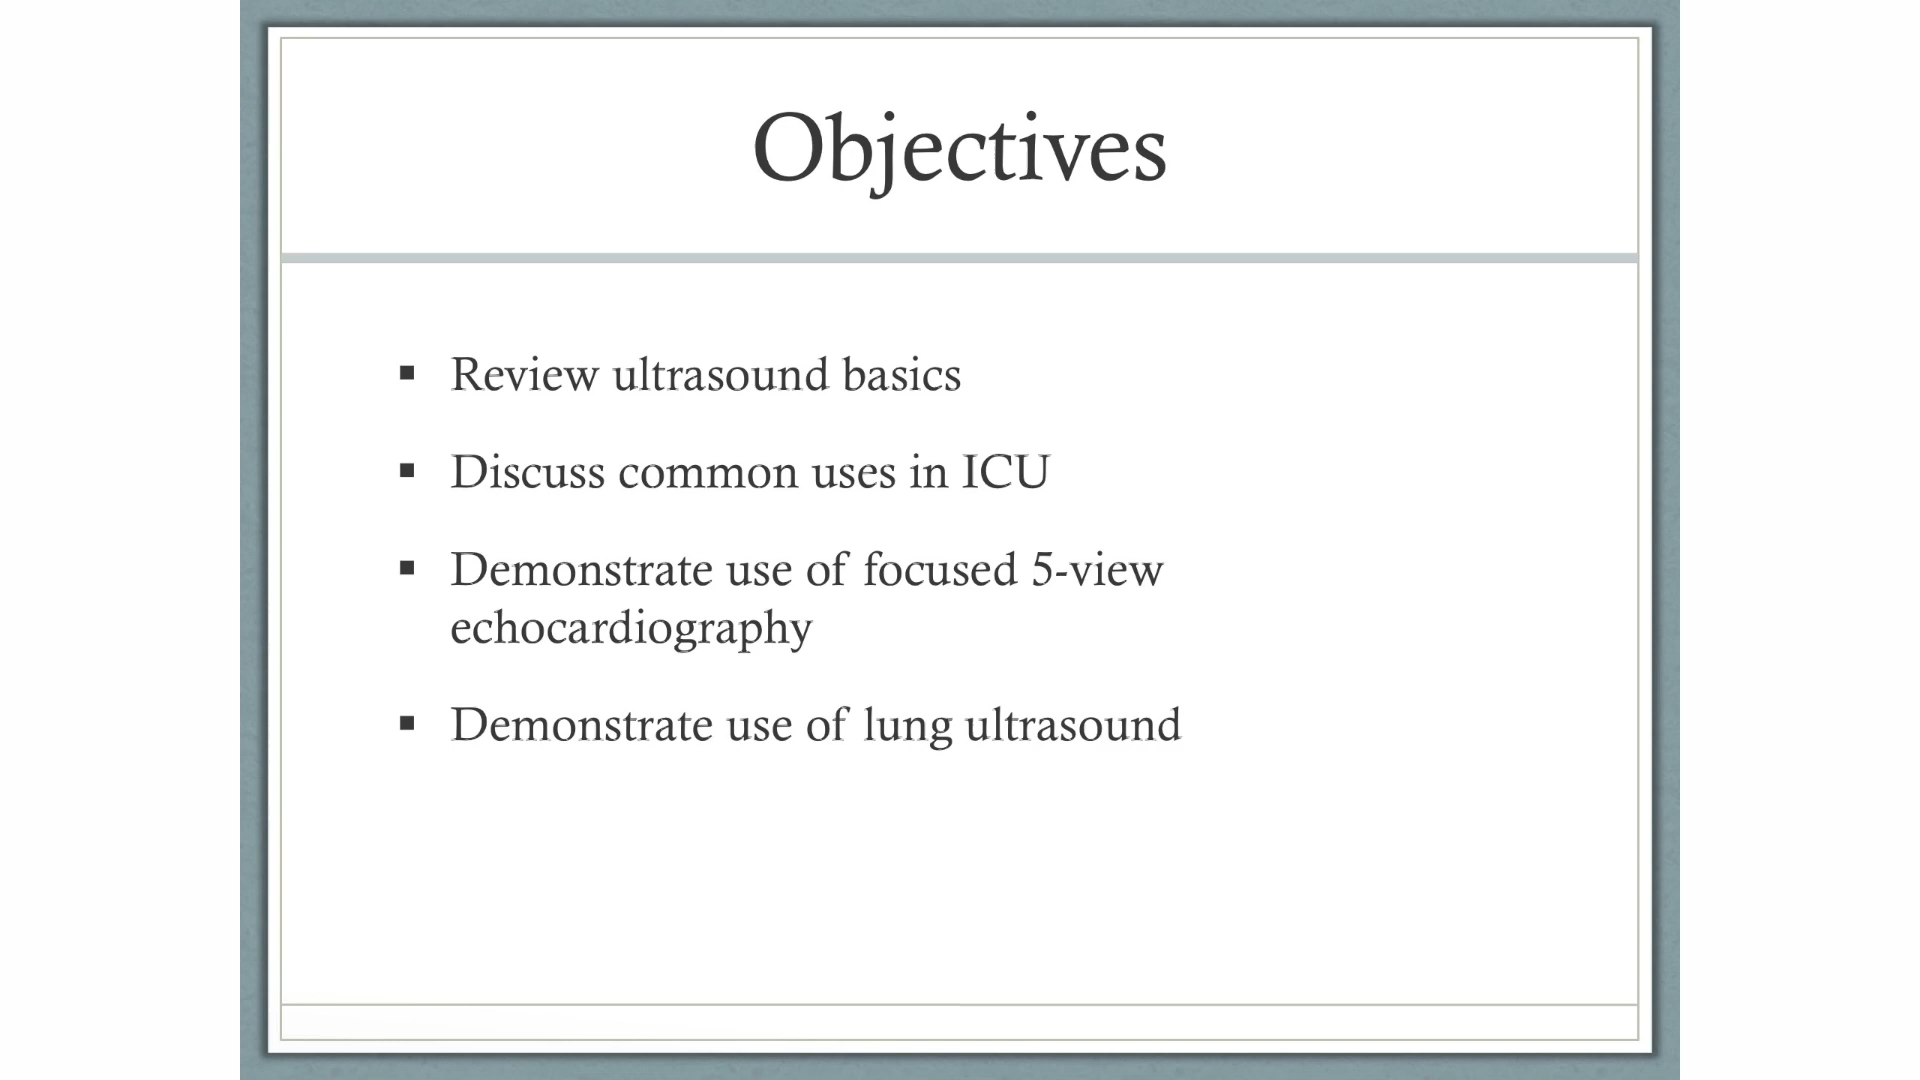 Objectives
▪ Review ultrasound basics
▪ Discuss common uses in ICU
▪ Demonstrate use of focused 5-view
echocardiography
▪ Demonstrate use of lung ultrasound